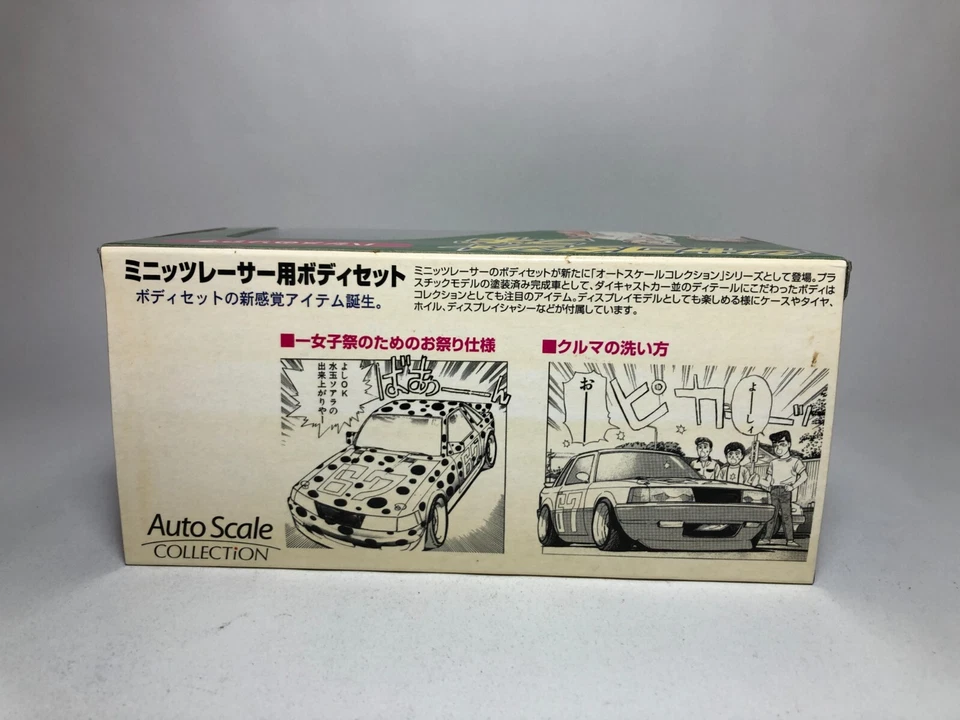 ミニッツレーサー用ボディセット
ボディセットの新感覚アイテム誕生。
ミニッツレーサーのボディセットが新たに「オートスケールコレクション」シリーズとして登場。プラ
スチックモデルの塗装済み完成車として、ダイキャストカー並のディテールにこだわったボディは
コレクションとしても注目のアイテム。ディスプレイモデルとしても楽しめる様にケースやタイヤ、
ホイル、ディスプレイシャシーなどが付属しています。
■一女子祭のためのお祭り仕様
よしOK
水玉ソアラの
出来上がりやー
ばあーん
■クルマの洗い方
おー
ピカーッ
よーしィ
Auto Scale
COLLECTiON